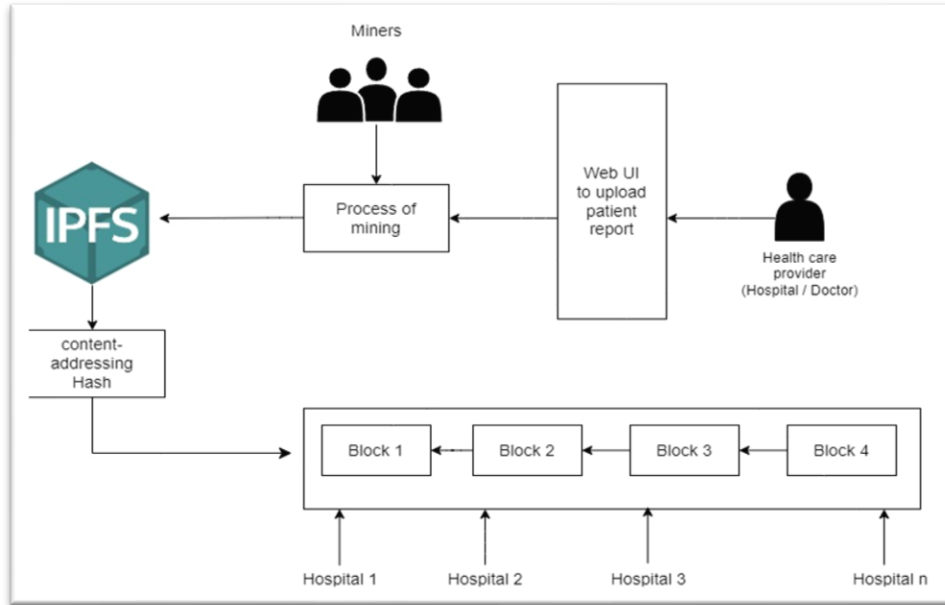 Miners
Web UI
to upload
patient
report
Process of
mining
IPFS
Health care
provider
(Hospital / Doctor)
content-
addressing
Hash
Block 1
Block 2
Block 3
Block 4
Hospital 1
Hospital 2
Hospital 3
Hospital n